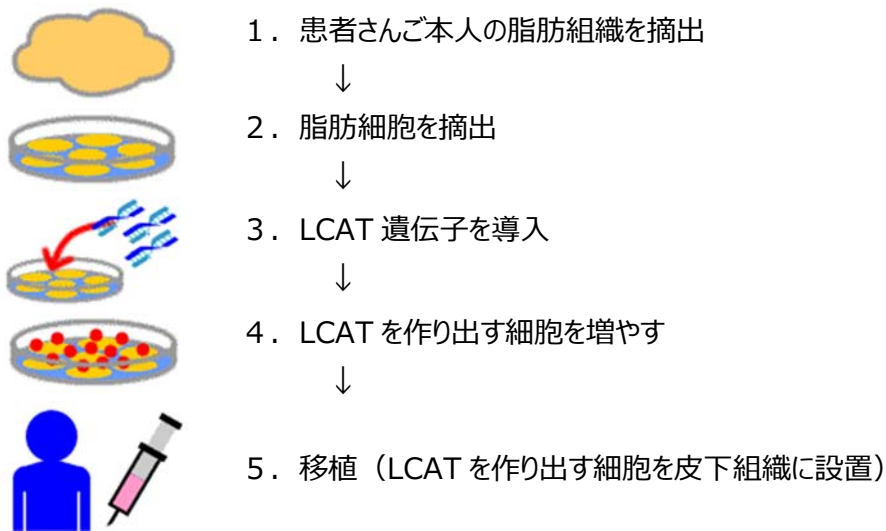 １．患者さんご本人の脂肪組織を摘出
↓
２．脂肪細胞を摘出
↓
３．LCAT 遺伝子を導入
↓
４．LCAT を作り出す細胞を増やす
↓
５．移植（LCAT を作り出す細胞を皮下組織に設置）